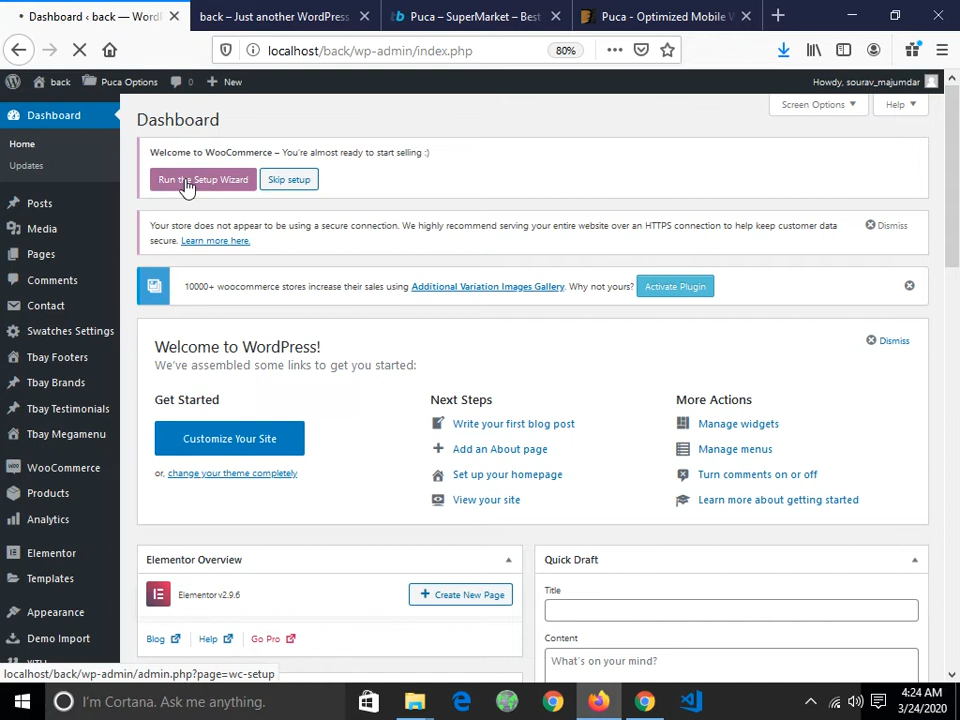 Dashboard ‹ back — Word
back – Just another WordPress
Puca – SuperMarket – Best
Puca - Optimized Mobile W
localhost/back/wp-admin/index.php
80%
back
Puca Options
0
New
Howdy, sourav_majumdar
Dashboard
Home
Updates
Posts
Media
Pages
Comments
Contact
Swatches Settings
Tbay Footers
Tbay Brands
Tbay Testimonials
Tbay Megamenu
WooCommerce
Products
Analytics
Elementor
Templates
Appearance
Demo Import
Screen Options
Help
Dashboard
Welcome to WooCommerce – You're almost ready to start selling :)
Run the Setup Wizard
Skip setup
Your store does not appear to be using a secure connection. We highly recommend serving your entire website over an HTTPS connection to help keep customer data
secure. Learn more here.
Dismiss
10000+ woocommerce stores increase their sales using Additional Variation Images Gallery. Why not yours?
Activate Plugin
Welcome to WordPress!
We've assembled some links to get you started:
Dismiss
Get Started
Customize Your Site
or, change your theme completely
Next Steps
Write your first blog post
Add an About page
Set up your homepage
View your site
More Actions
Manage widgets
Manage menus
Turn comments on or off
Learn more about getting started
Elementor Overview
Elementor v2.9.6
Create New Page
Blog
Help
Go Pro
Quick Draft
Title
Content
What's on your mind?
localhost/back/wp-admin/admin.php?page=wc-setup
I'm Cortana. Ask me anything.
4:24 AM
3/24/2020